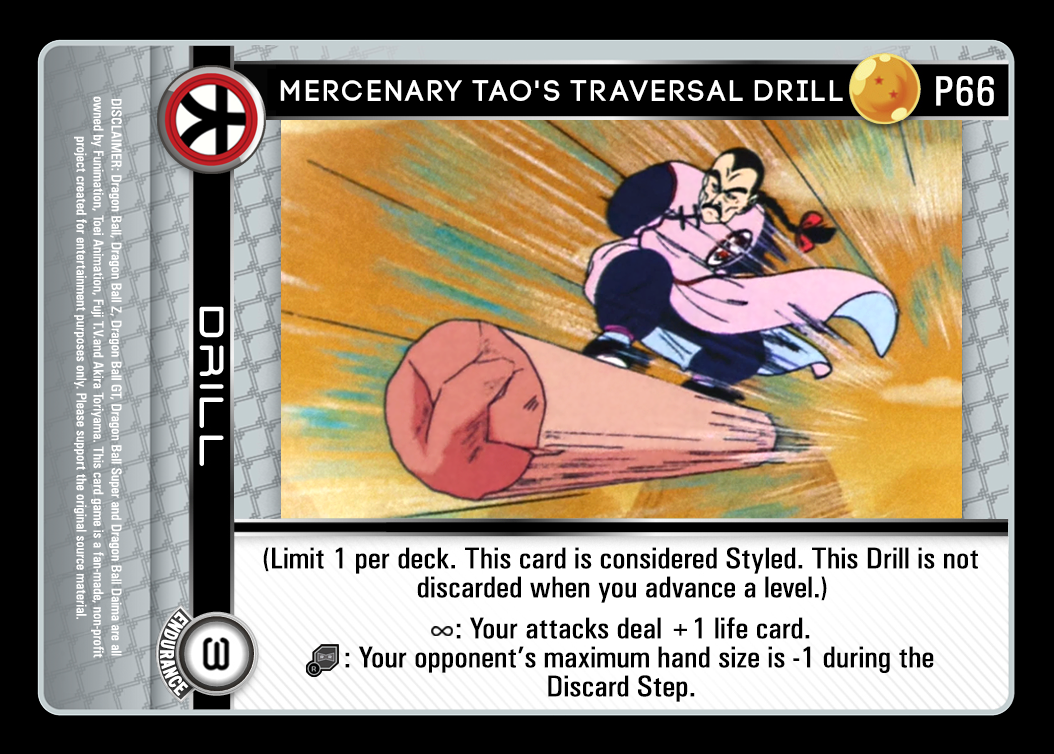 MERCENARY TAO'S TRAVERSAL DRILL
P66
DRILL
(Limit 1 per deck. This card is considered Styled. This Drill is not
discarded when you advance a level.)
∞: Your attacks deal +1 life card.
R : Your opponent's maximum hand size is -1 during the
Discard Step.
3
ENDURANCE
DISCLAIMER: Dragon Ball, Dragon Ball Z, Dragon Ball GT, Dragon Ball Super and Dragon Ball Daima are all
owned by Funimation, Toei Animation, Fuji T.V.and Akira Toriyama. This card game is a fan-made, non-profit
project created for entertainment purposes only. Please support the original source material.